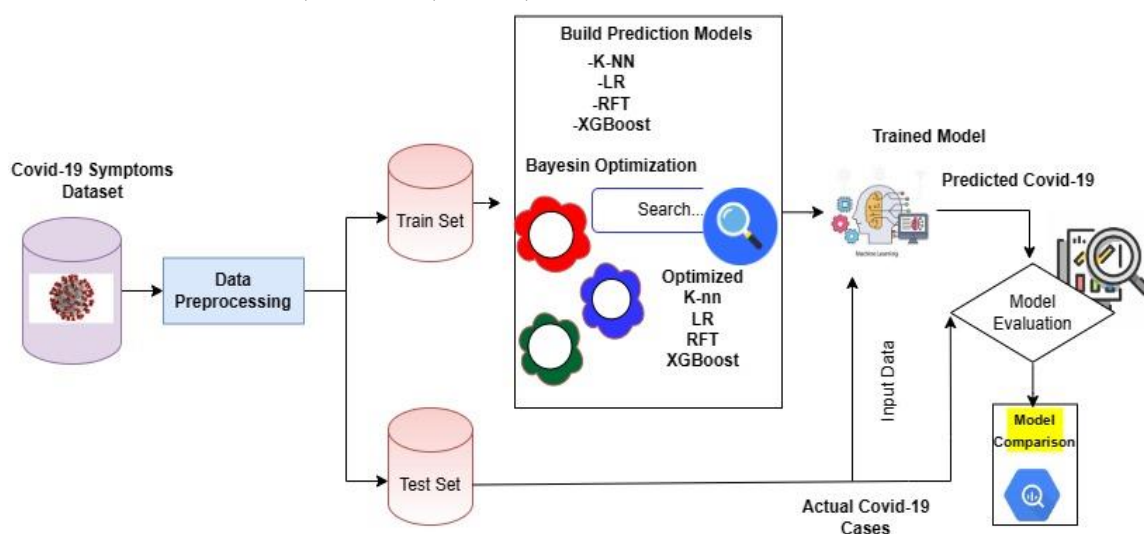 Build Prediction Models
-K-NN
-LR
-RFT
-XGBoost
Covid-19 Symptoms
Dataset
Data
Preprocessing
Train Set
Bayesin Optimization
Search...
Optimized
K-nn
LR
RFT
XGBoost
Trained Model
Machine Learning
Predicted Covid-19
Model
Evaluation
Input Data
Test Set
Actual Covid-19
Cases
Model
Comparison